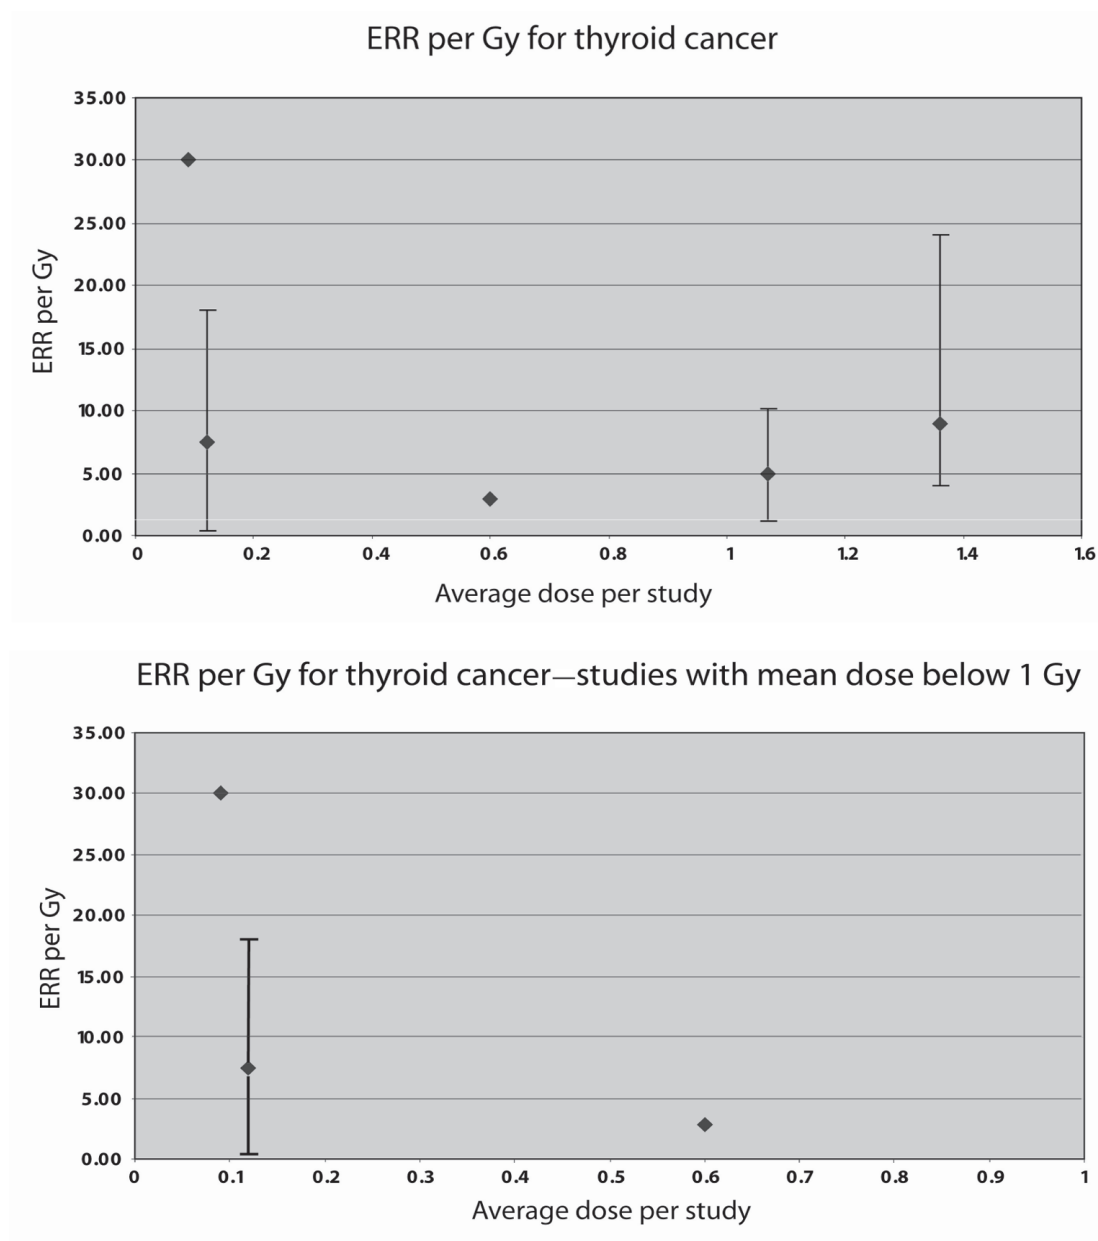 ERR per Gy for thyroid cancer
35.00
30.00
25.00
20.00
15.00
10.00
5.00
0.00
ERR per Gy
0 0.2 0.4 0.6 0.8 1 1.2 1.4 1.6
Average dose per study
ERR per Gy for thyroid cancer—studies with mean dose below 1 Gy
35.00
30.00
25.00
20.00
15.00
10.00
5.00
0.00
ERR per Gy
0 0.1 0.2 0.3 0.4 0.5 0.6 0.7 0.8 0.9 1
Average dose per study